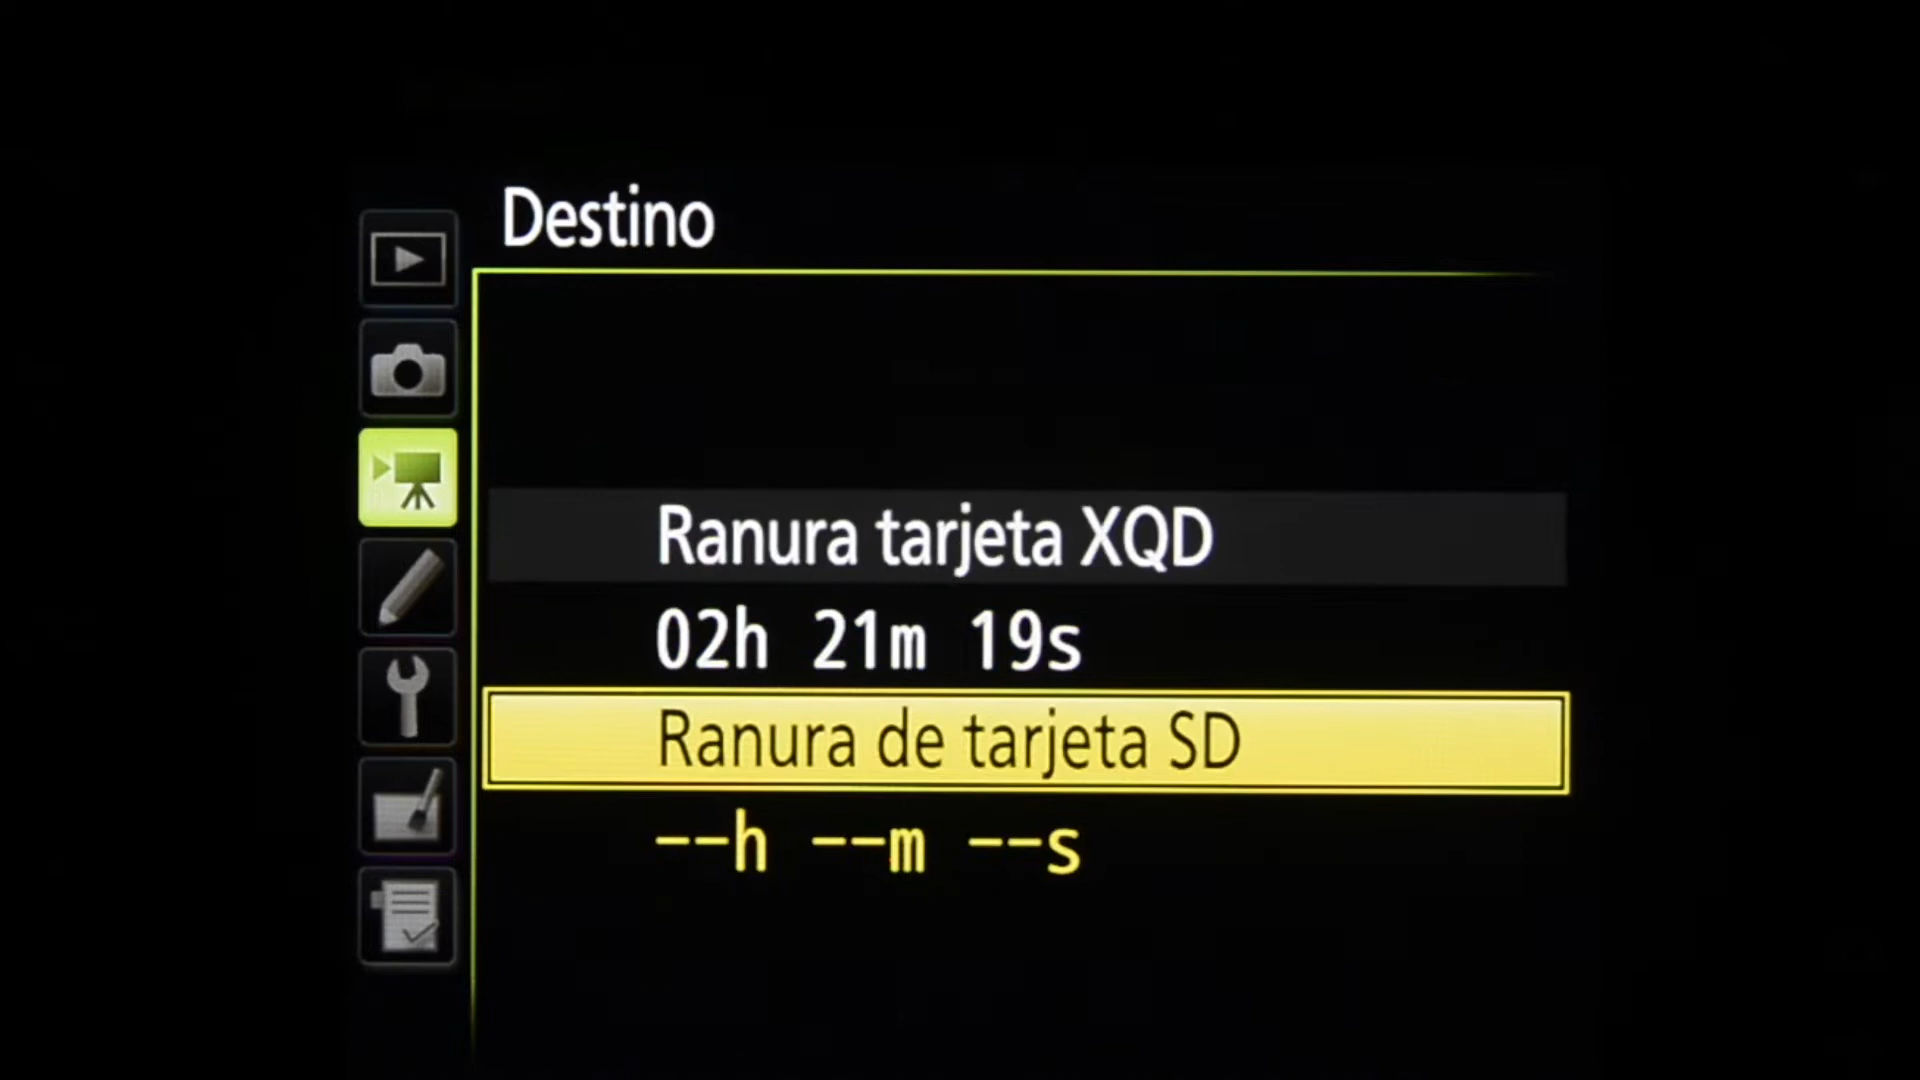 Destino
Ranura tarjeta XQD
02h 21m 19s
Ranura de tarjeta SD
--h --m --s